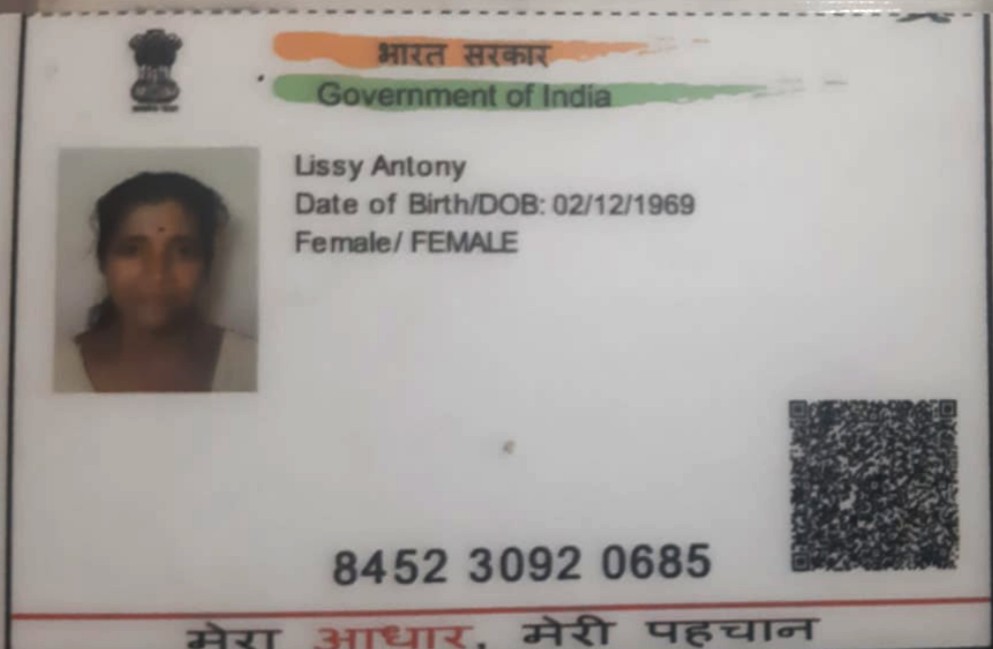 भारत सरकार
Government of India
Lissy Antony
Date of Birth/DOB: 02/12/1969
Female/ FEMALE
8452 3092 0685
मेरा आधार, मेरी पहचान